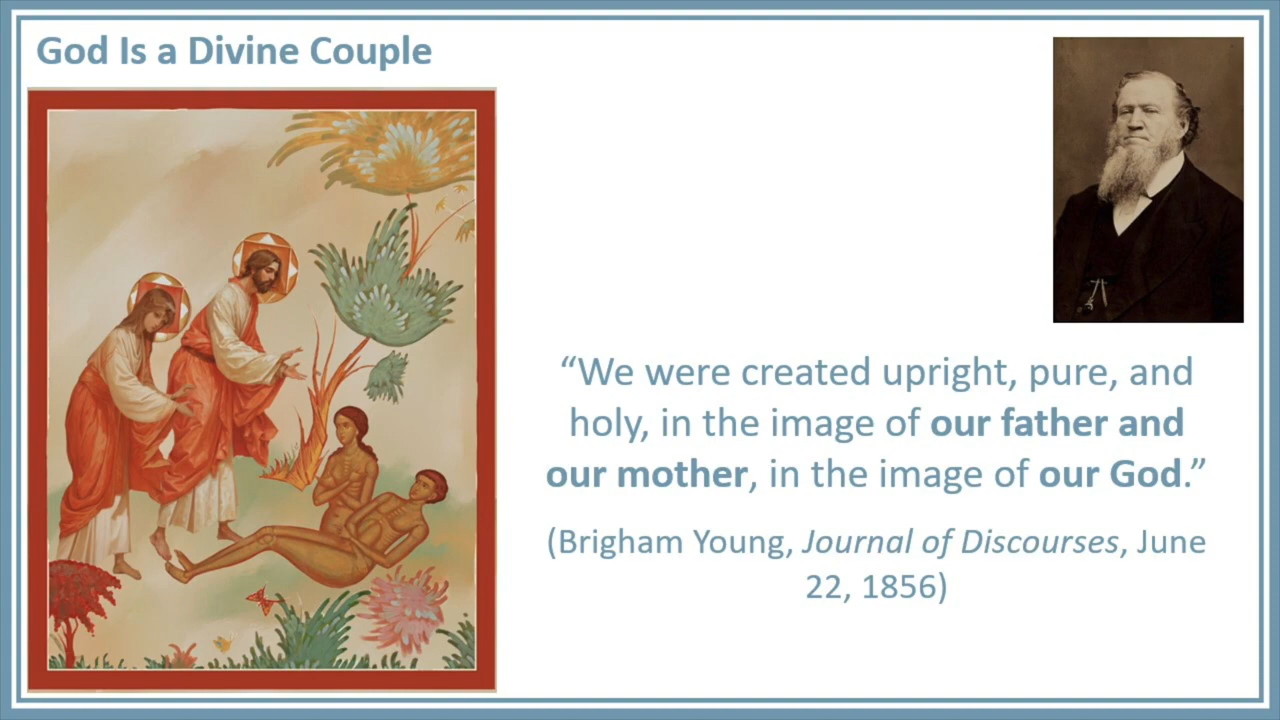 God Is a Divine Couple
“We were created upright, pure, and
holy, in the image of our father and
our mother, in the image of our God.”
(Brigham Young, Journal of Discourses, June
22, 1856)